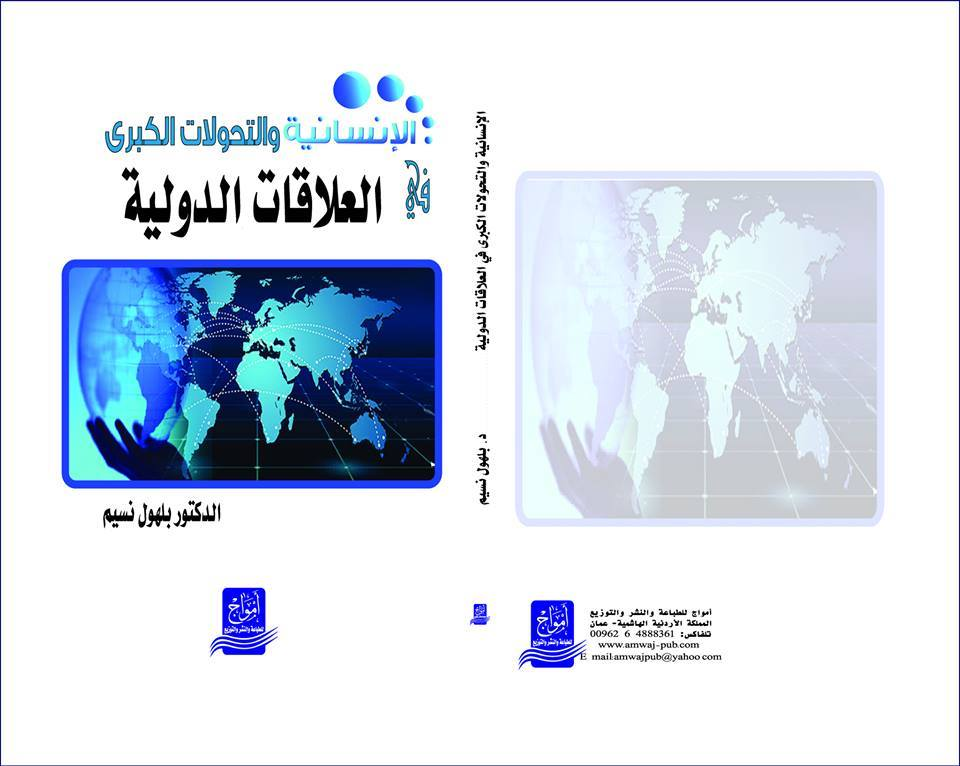 الإنسانية والتحولات الكبرى
في العلاقات الدولية
الدكتور بلهول نسيم
أمواج
للطباعة والنشر والتوزيع
الإنسانية والتحولات الكبرى في العلاقات الدولية
د. بلهول نسيم
أمواج
للطباعة والنشر والتوزيع
أمواج للطباعة والنشر والتوزيع
المملكة الأردنية الهاشمية- عمان
تلفاكس: 4888361 6 00962
www.amwaj-pub.com
E mail:amwajpub@yahoo.com